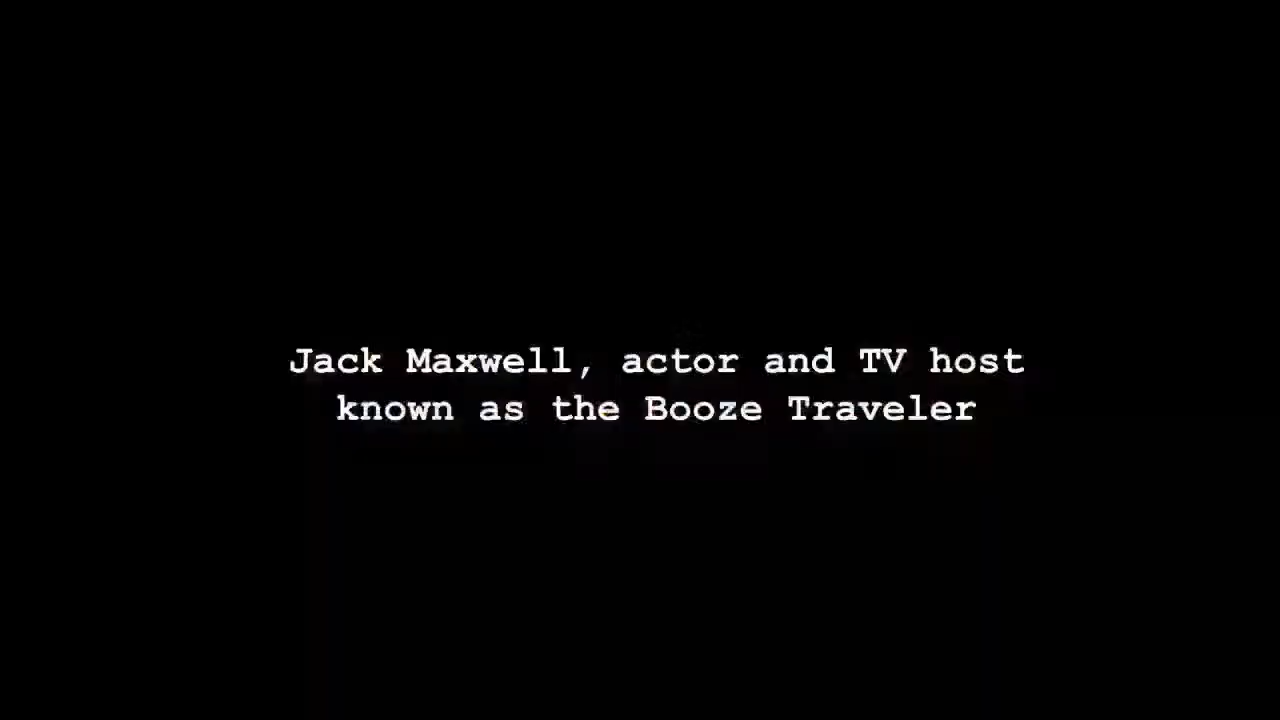 Jack Maxwell, actor and TV host
known as the Booze Traveler